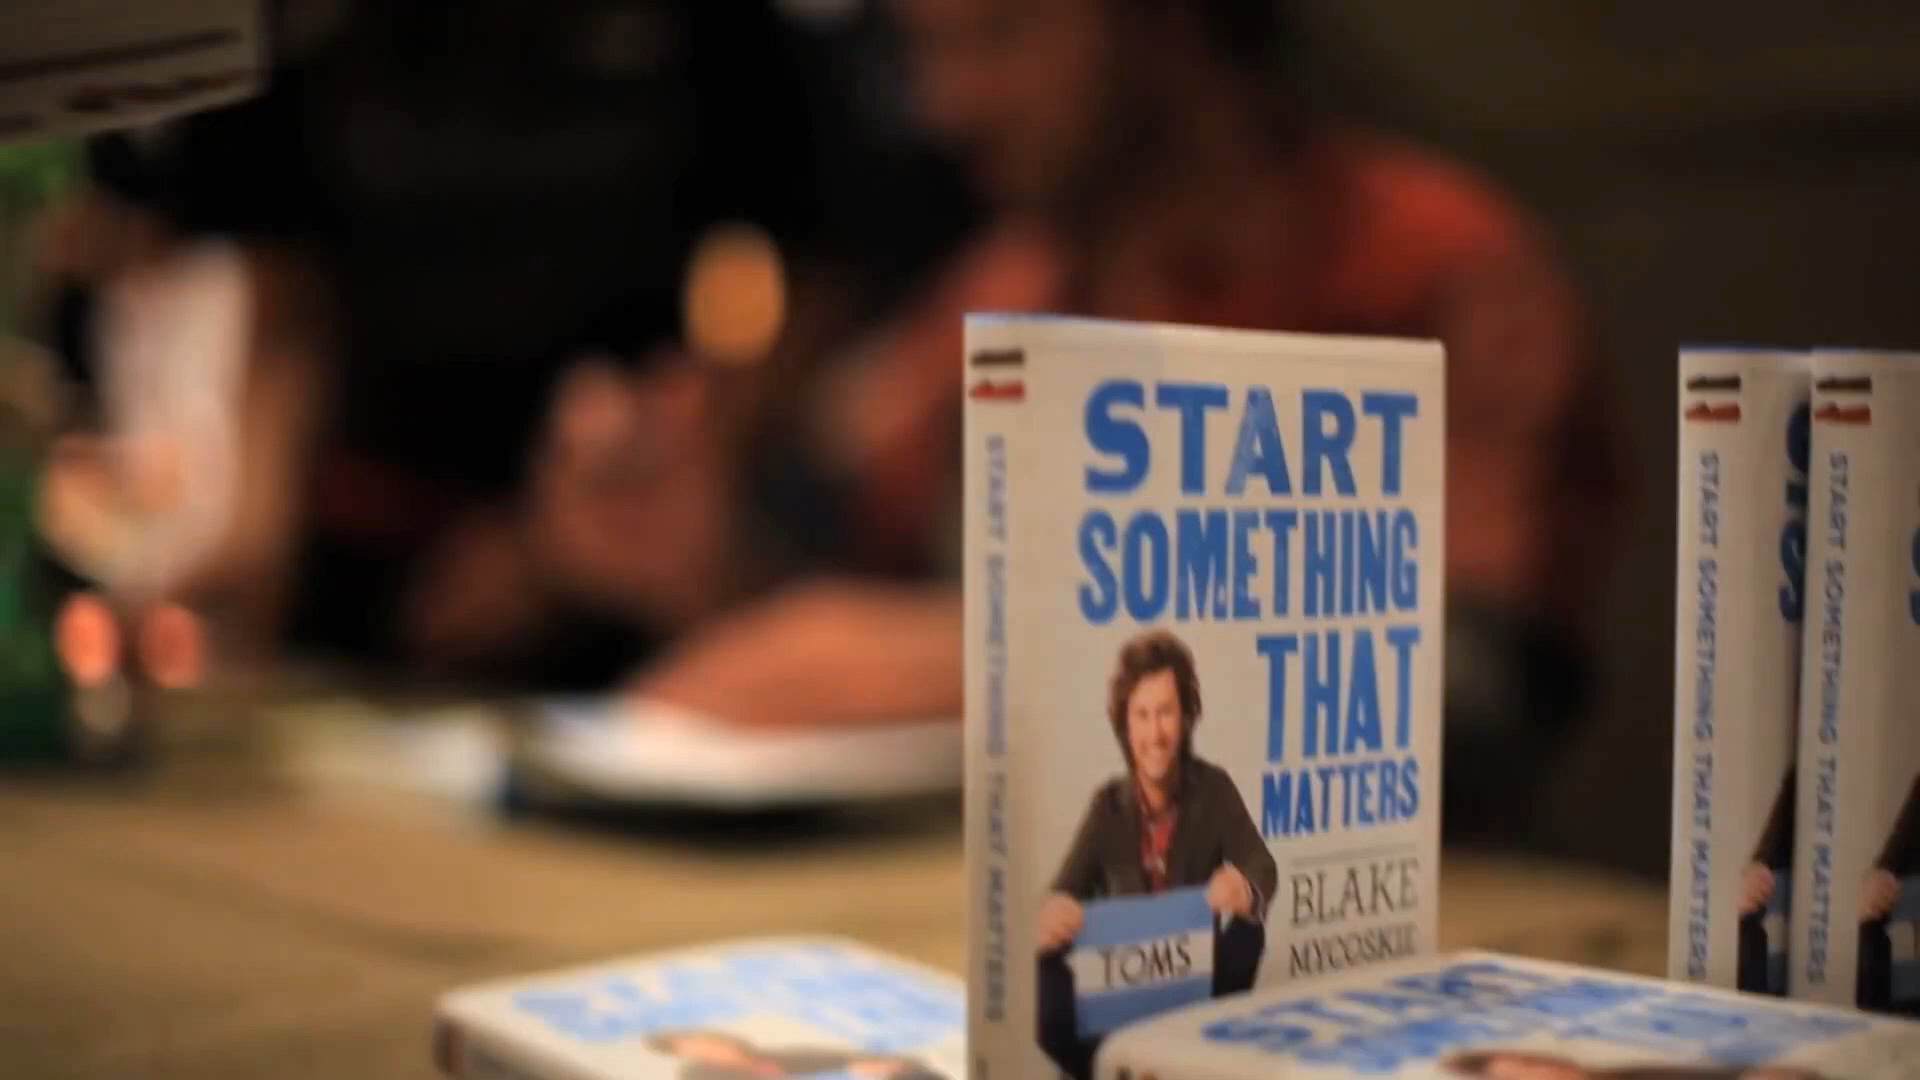 START SOMETHING THAT MATTERS
START
SOMETHING
THAT
MATTERS
BLAKE
MYCOSKIE
TOMS
START SOMETHING THAT MATTERS
START SOMETHING THAT MATTERS
START